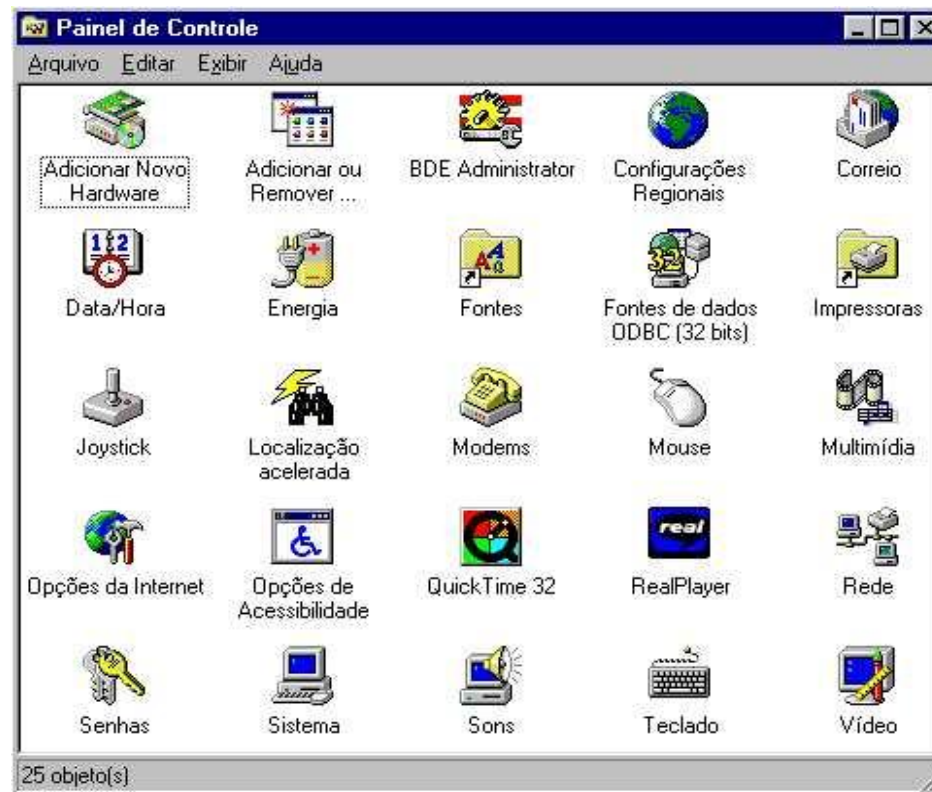 Painel de Controle
Arquivo Editar Exibir Ajuda
Adicionar Novo Hardware
Adicionar ou Remover ...
BDE Administrator
Configurações Regionais
Correio
Data/Hora
Energia
Fontes
Fontes de dados ODBC (32 bits)
Impressoras
Joystick
Localização acelerada
Modems
Mouse
Multimídia
Opções da Internet
Opções de Acessibilidade
QuickTime 32
RealPlayer
Rede
Senhas
Sistema
Sons
Teclado
Vídeo
25 objeto(s)